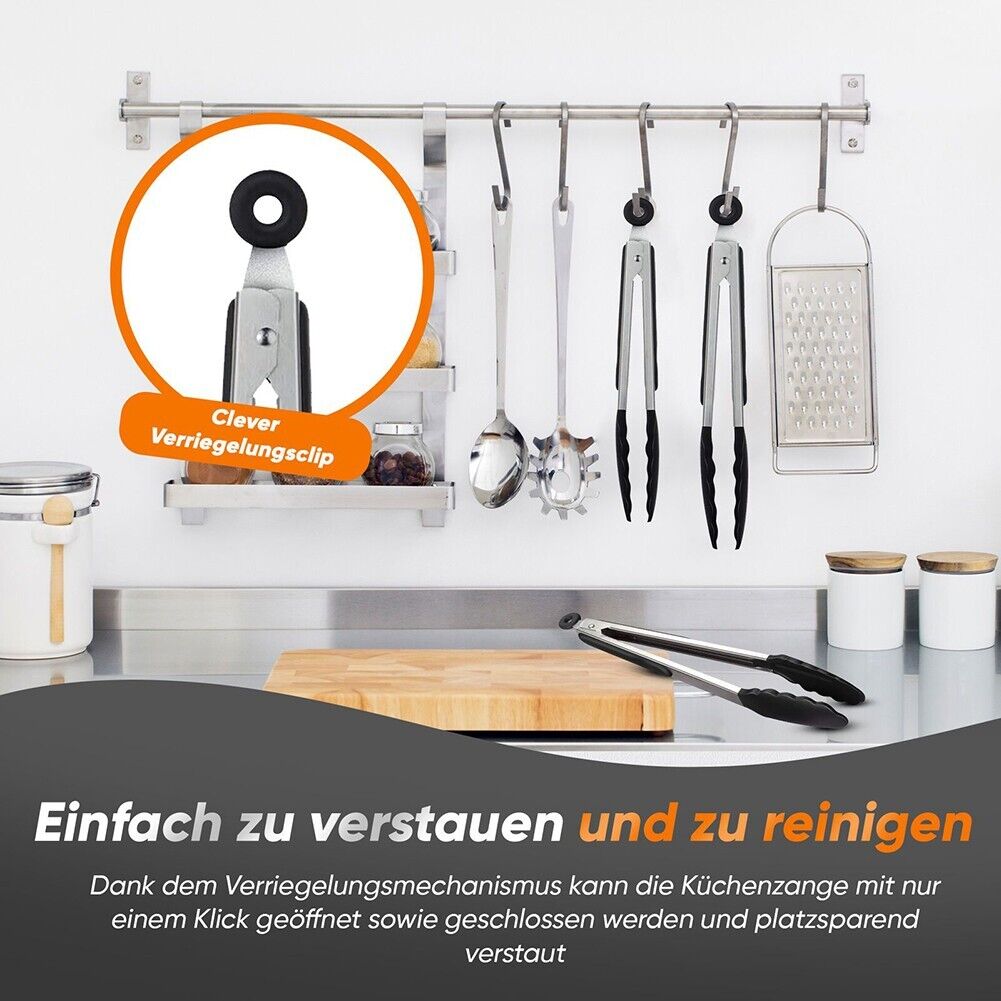 Clever
Verriegelungsclip
Einfach zu verstauen und zu reinigen
Dank dem Verriegelungsmechanismus kann die Küchenzange mit nur
einem Klick geöffnet sowie geschlossen werden und platzsparend
verstaut